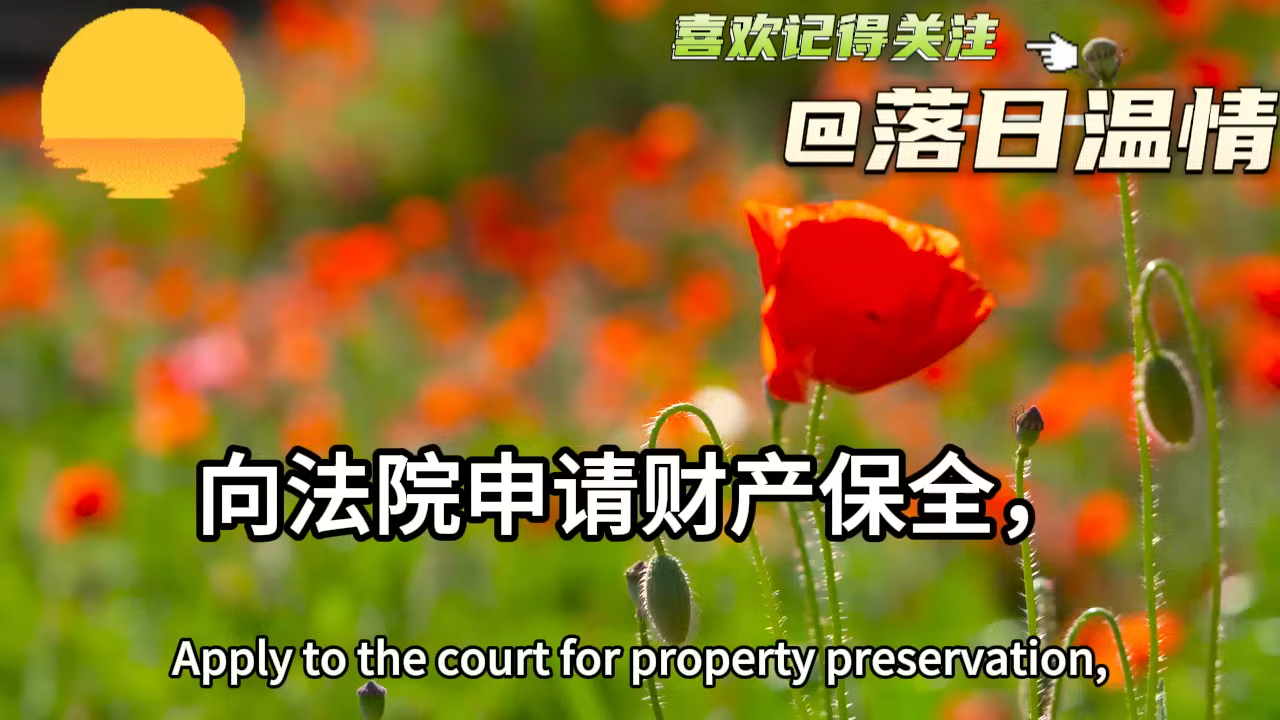 喜欢记得关注
@落日温情
向法院申请财产保全，
Apply to the court for property preservation,